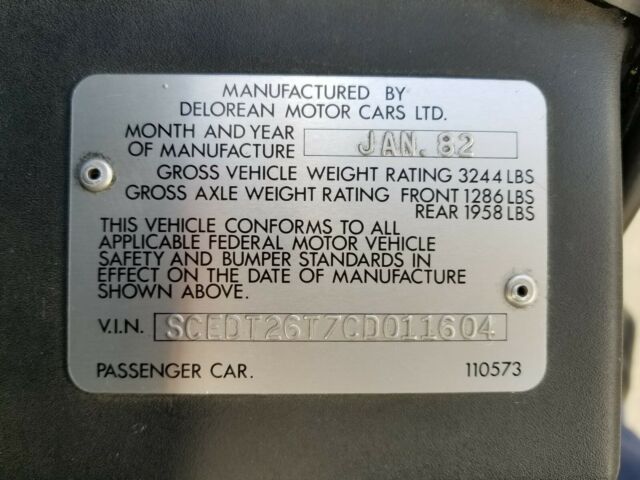 MANUFACTURED BY
DELOREAN MOTOR CARS LTD.
MONTH AND YEAR
OF MANUFACTURE JAN. 82
GROSS VEHICLE WEIGHT RATING 3244 LBS
GROSS AXLE WEIGHT RATING FRONT 1286 LBS
REAR 1958 LBS
THIS VEHICLE CONFORMS TO ALL
APPLICABLE FEDERAL MOTOR VEHICLE
SAFETY AND BUMPER STANDARDS IN
EFFECT ON THE DATE OF MANUFACTURE
SHOWN ABOVE.
V.I.N. SCEDT26T7CD011604
PASSENGER CAR. 110573